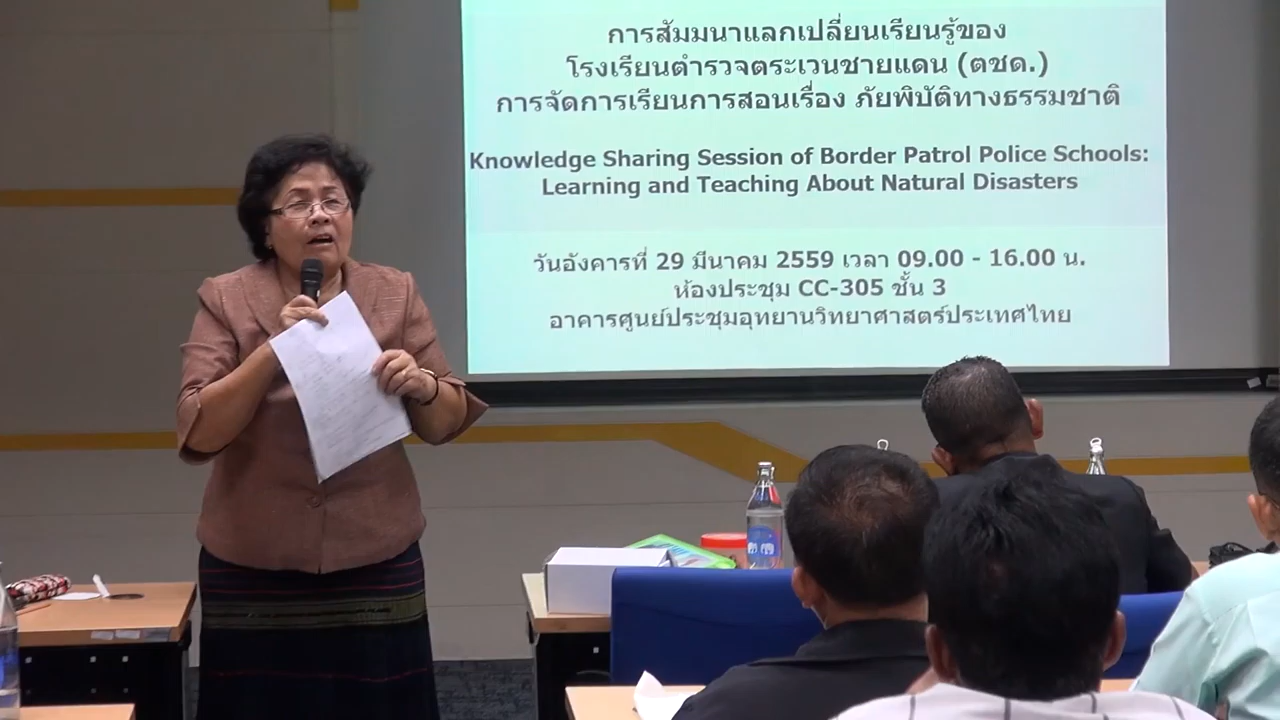 การสัมมนาแลกเปลี่ยนเรียนรู้ของ
โรงเรียนตำรวจตระเวนชายแดน (ตชด.)
การจัดการเรียนการสอนเรื่อง ภัยพิบัติทางธรรมชาติ
Knowledge Sharing Session of Border Patrol Police Schools:
Learning and Teaching About Natural Disasters
วันอังคารที่ 29 มีนาคม 2559 เวลา 09.00 - 16.00 น.
ห้องประชุม CC-305 ชั้น 3
อาคารศูนย์ประชุมอุทยานวิทยาศาสตร์ประเทศไทย